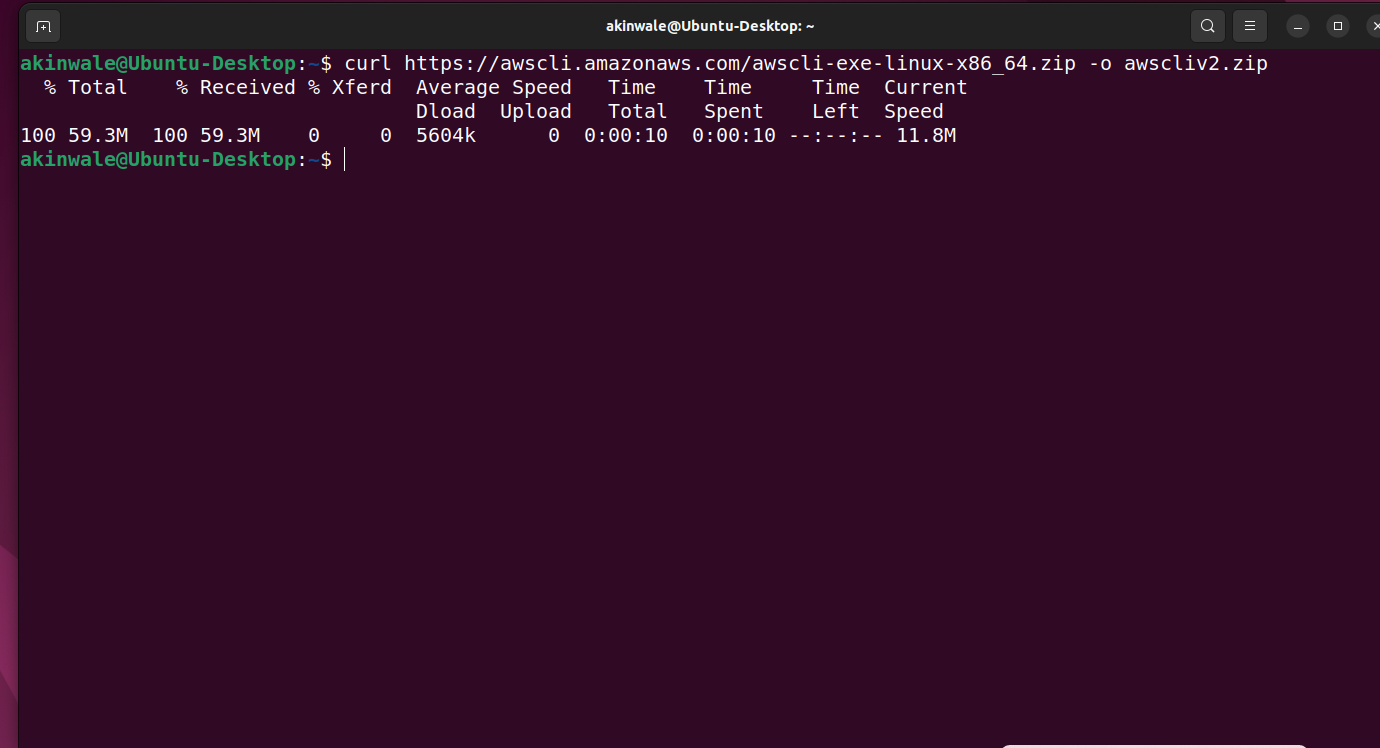 akinwale@Ubuntu-Desktop: ~
akinwale@Ubuntu-Desktop:~$ curl https://awscli.amazonaws.com/awscli-exe-linux-x86_64.zip -o awscliv2.zip
  % Total    % Received % Xferd  Average Speed   Time    Time     Time  Current
                                 Dload  Upload   Total   Spent    Left  Speed
100 59.3M  100 59.3M    0     0  5604k      0  0:00:10  0:00:10 --:--:-- 11.8M
akinwale@Ubuntu-Desktop:~$